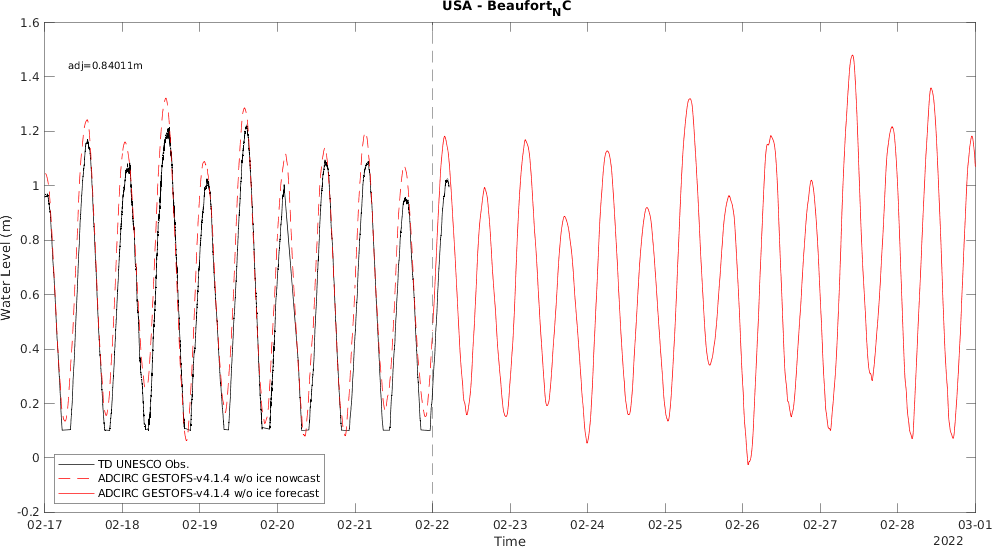 USA - Beaufort_NC
1.6
1.4
1.2
1
0.8
0.6
0.4
0.2
0
-0.2
Water Level (m)
adj=0.84011m
TD UNESCO Obs.
ADCIRC GESTOFS-v4.1.4 w/o ice nowcast
ADCIRC GESTOFS-v4.1.4 w/o ice forecast
02-17 02-18 02-19 02-20 02-21 02-22 02-23 02-24 02-25 02-26 02-27 02-28 03-01
Time
2022